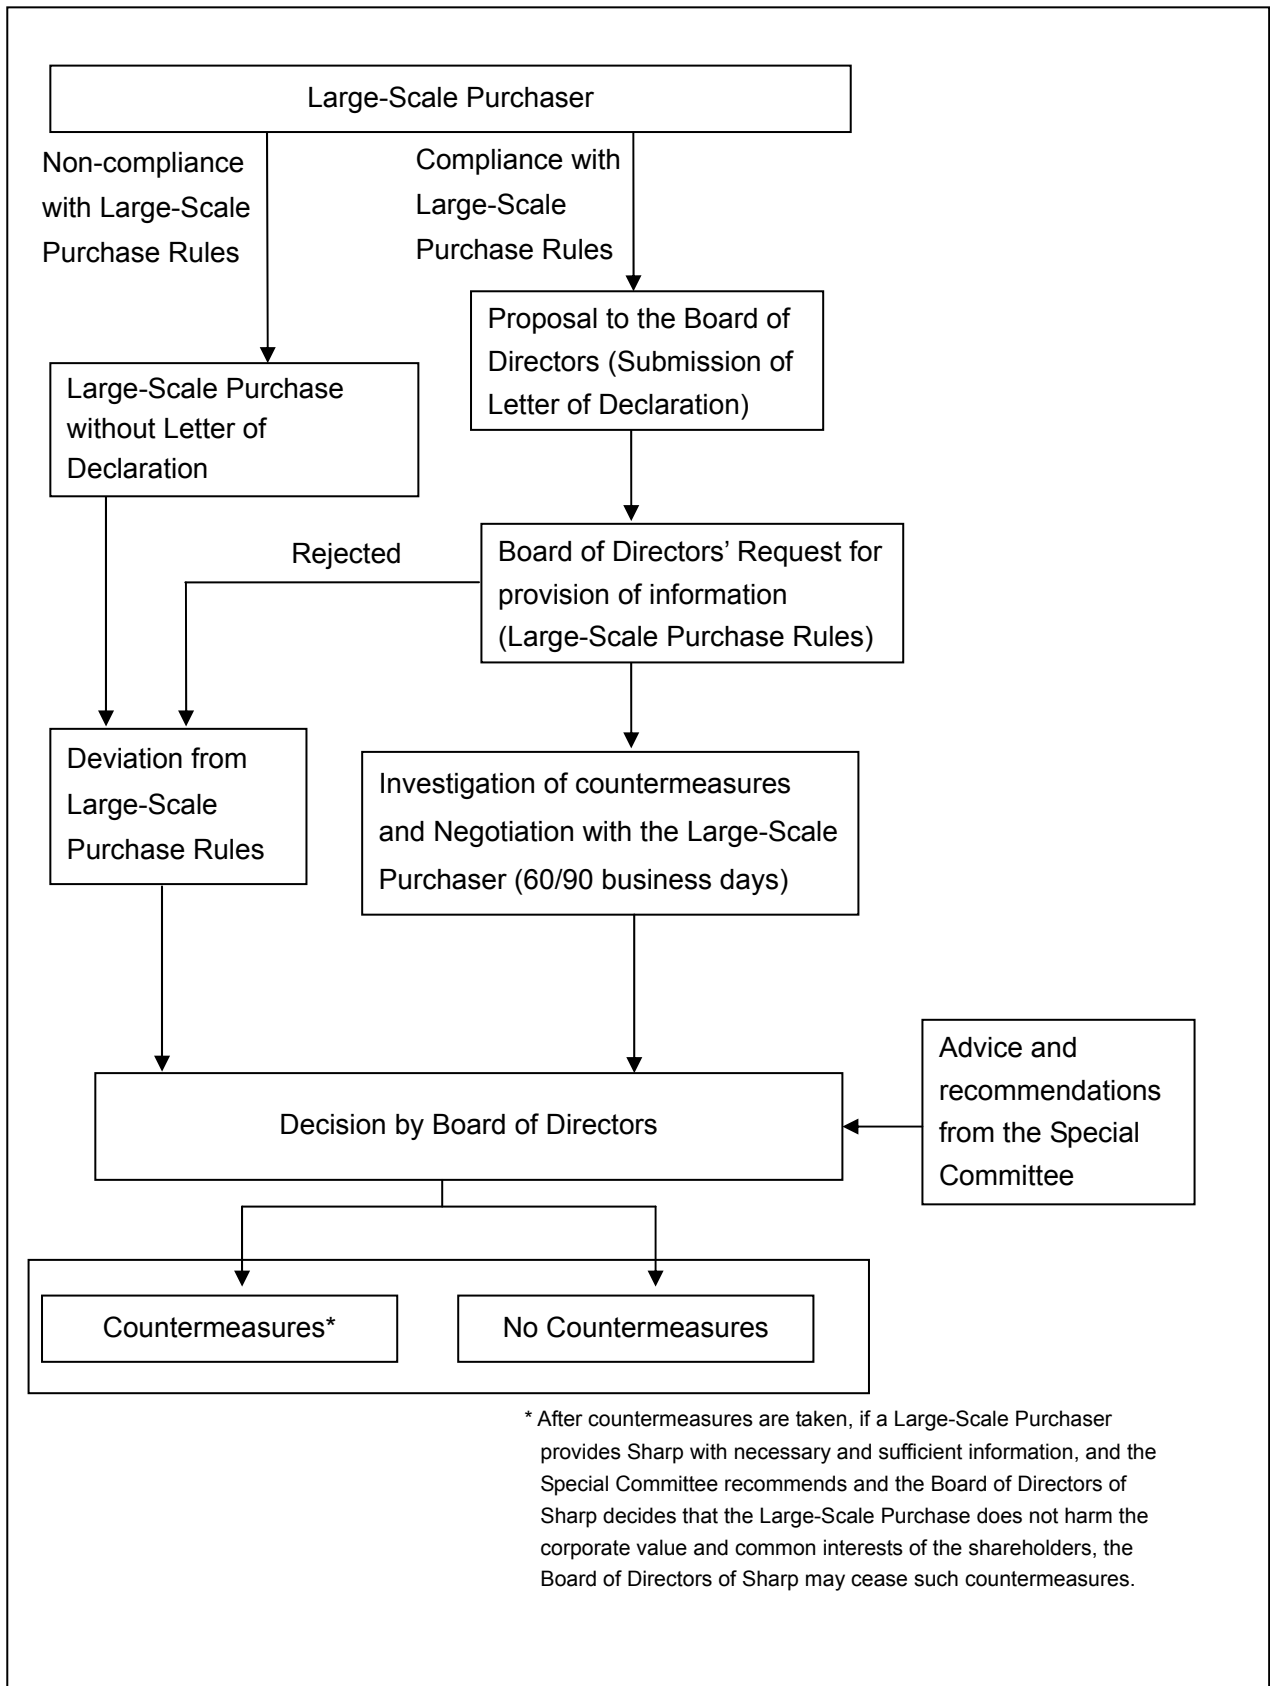 Large-Scale Purchaser
Non-compliance
with Large-Scale
Purchase Rules
Compliance with
Large-Scale
Purchase Rules
Proposal to the Board of
Directors (Submission of
Letter of Declaration)
Large-Scale Purchase
without Letter of
Declaration
Rejected
Board of Directors’ Request for
provision of information
(Large-Scale Purchase Rules)
Deviation from
Large-Scale
Purchase Rules
Investigation of countermeasures
and Negotiation with the Large-Scale
Purchaser (60/90 business days)
Advice and
recommendations
from the Special
Committee
Decision by Board of Directors
Countermeasures*
No Countermeasures
* After countermeasures are taken, if a Large-Scale Purchaser
provides Sharp with necessary and sufficient information, and the
Special Committee recommends and the Board of Directors of
Sharp decides that the Large-Scale Purchase does not harm the
corporate value and common interests of the shareholders, the
Board of Directors of Sharp may cease such countermeasures.